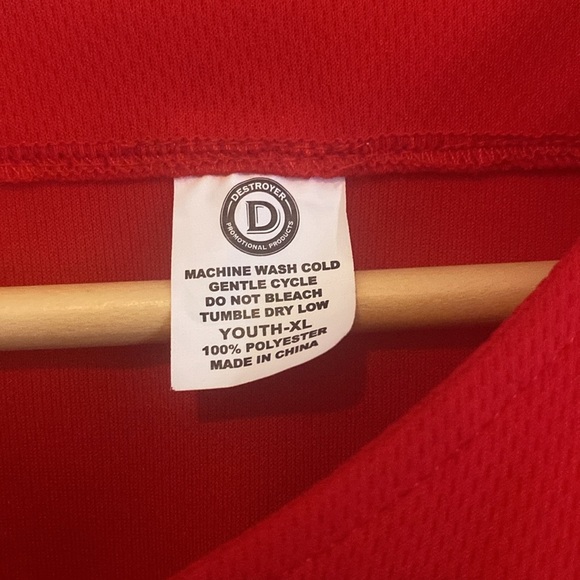 DESTROYER
D
PROMOTIONAL PRODUCTS
MACHINE WASH COLD
GENTLE CYCLE
DO NOT BLEACH
TUMBLE DRY LOW
YOUTH-XL
100% POLYESTER
MADE IN CHINA